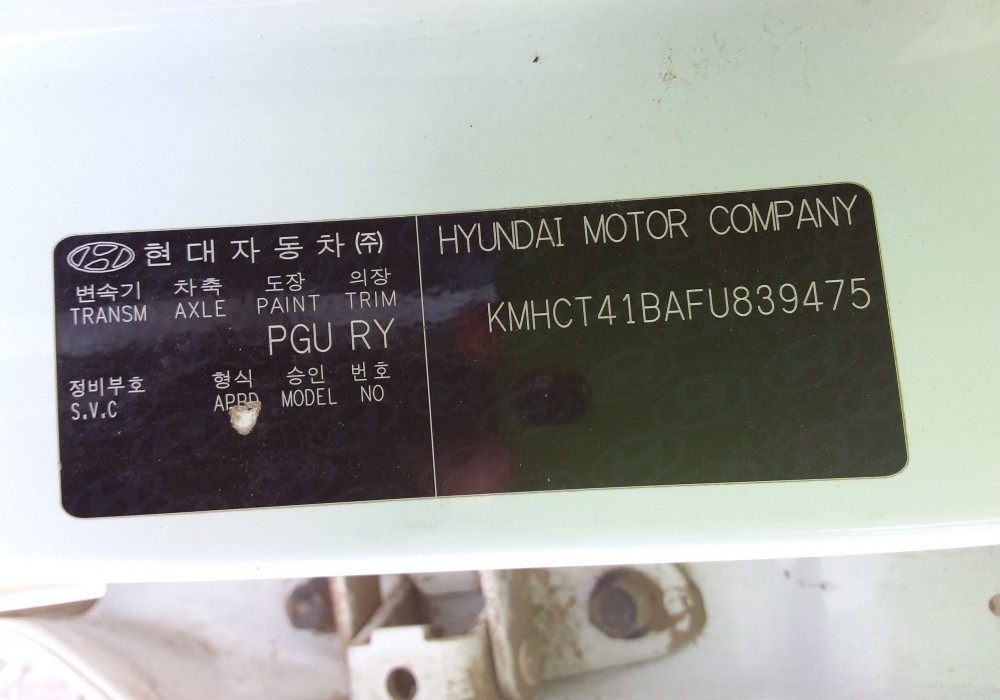 현대자동차㈜
변속기 차축 도장 의장
TRANSM AXLE PAINT TRIM
PGU RY
정비부호 형식 승인 번호
S.V.C APPD MODEL NO
HYUNDAI MOTOR COMPANY
KMHCT41BAFU839475